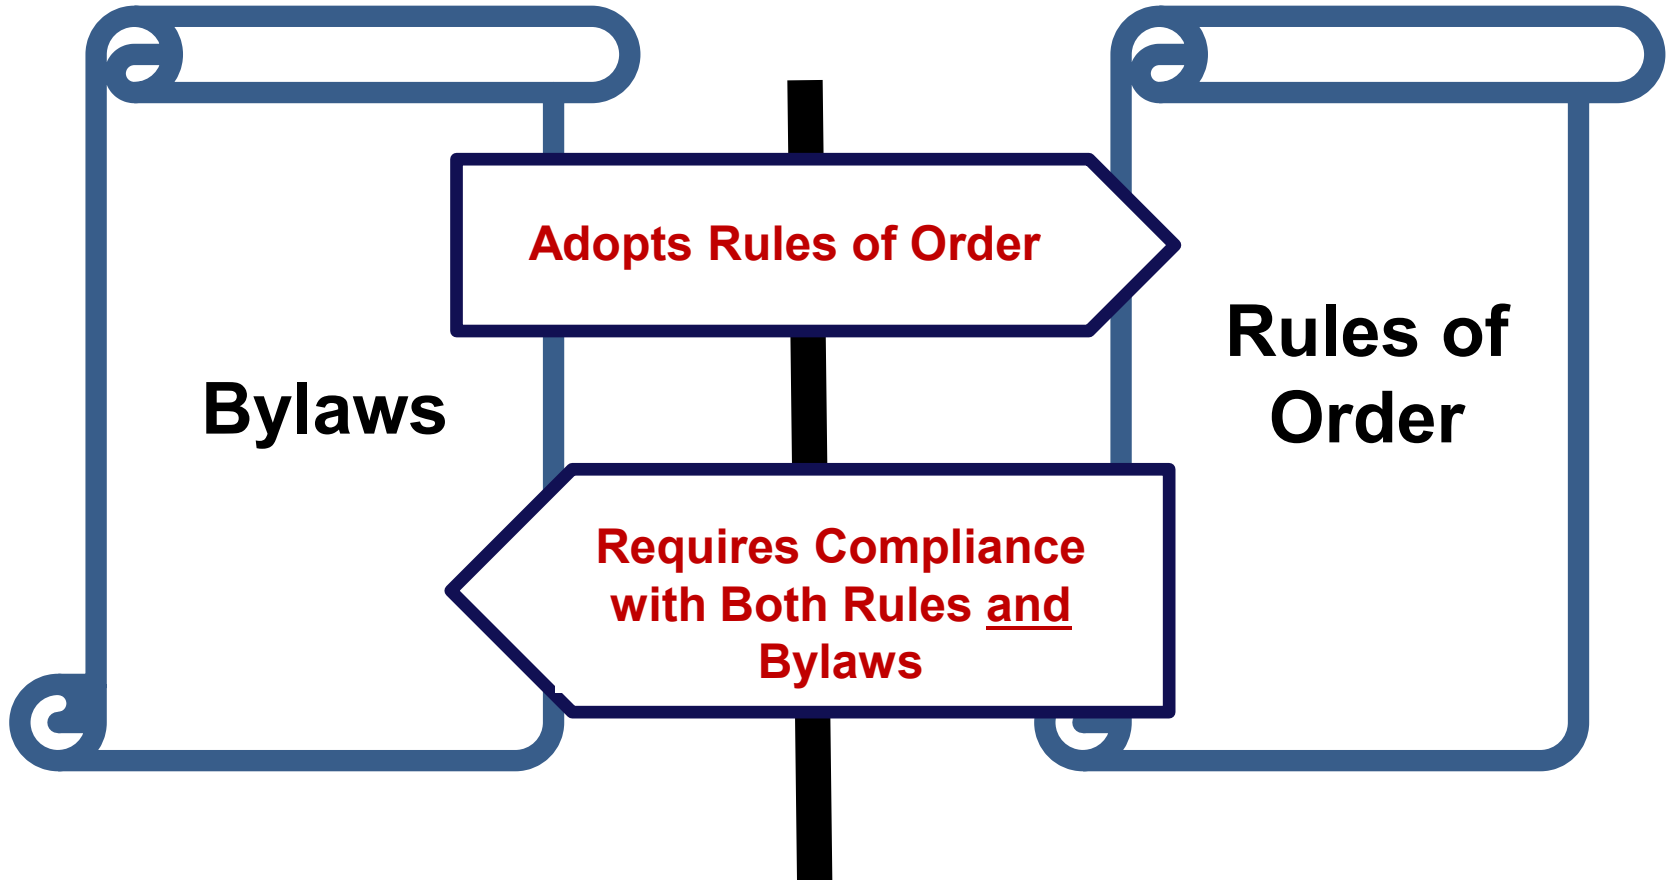 Adopts Rules of Order
Bylaws
Rules of
Order
Requires Compliance
with Both Rules and
Bylaws